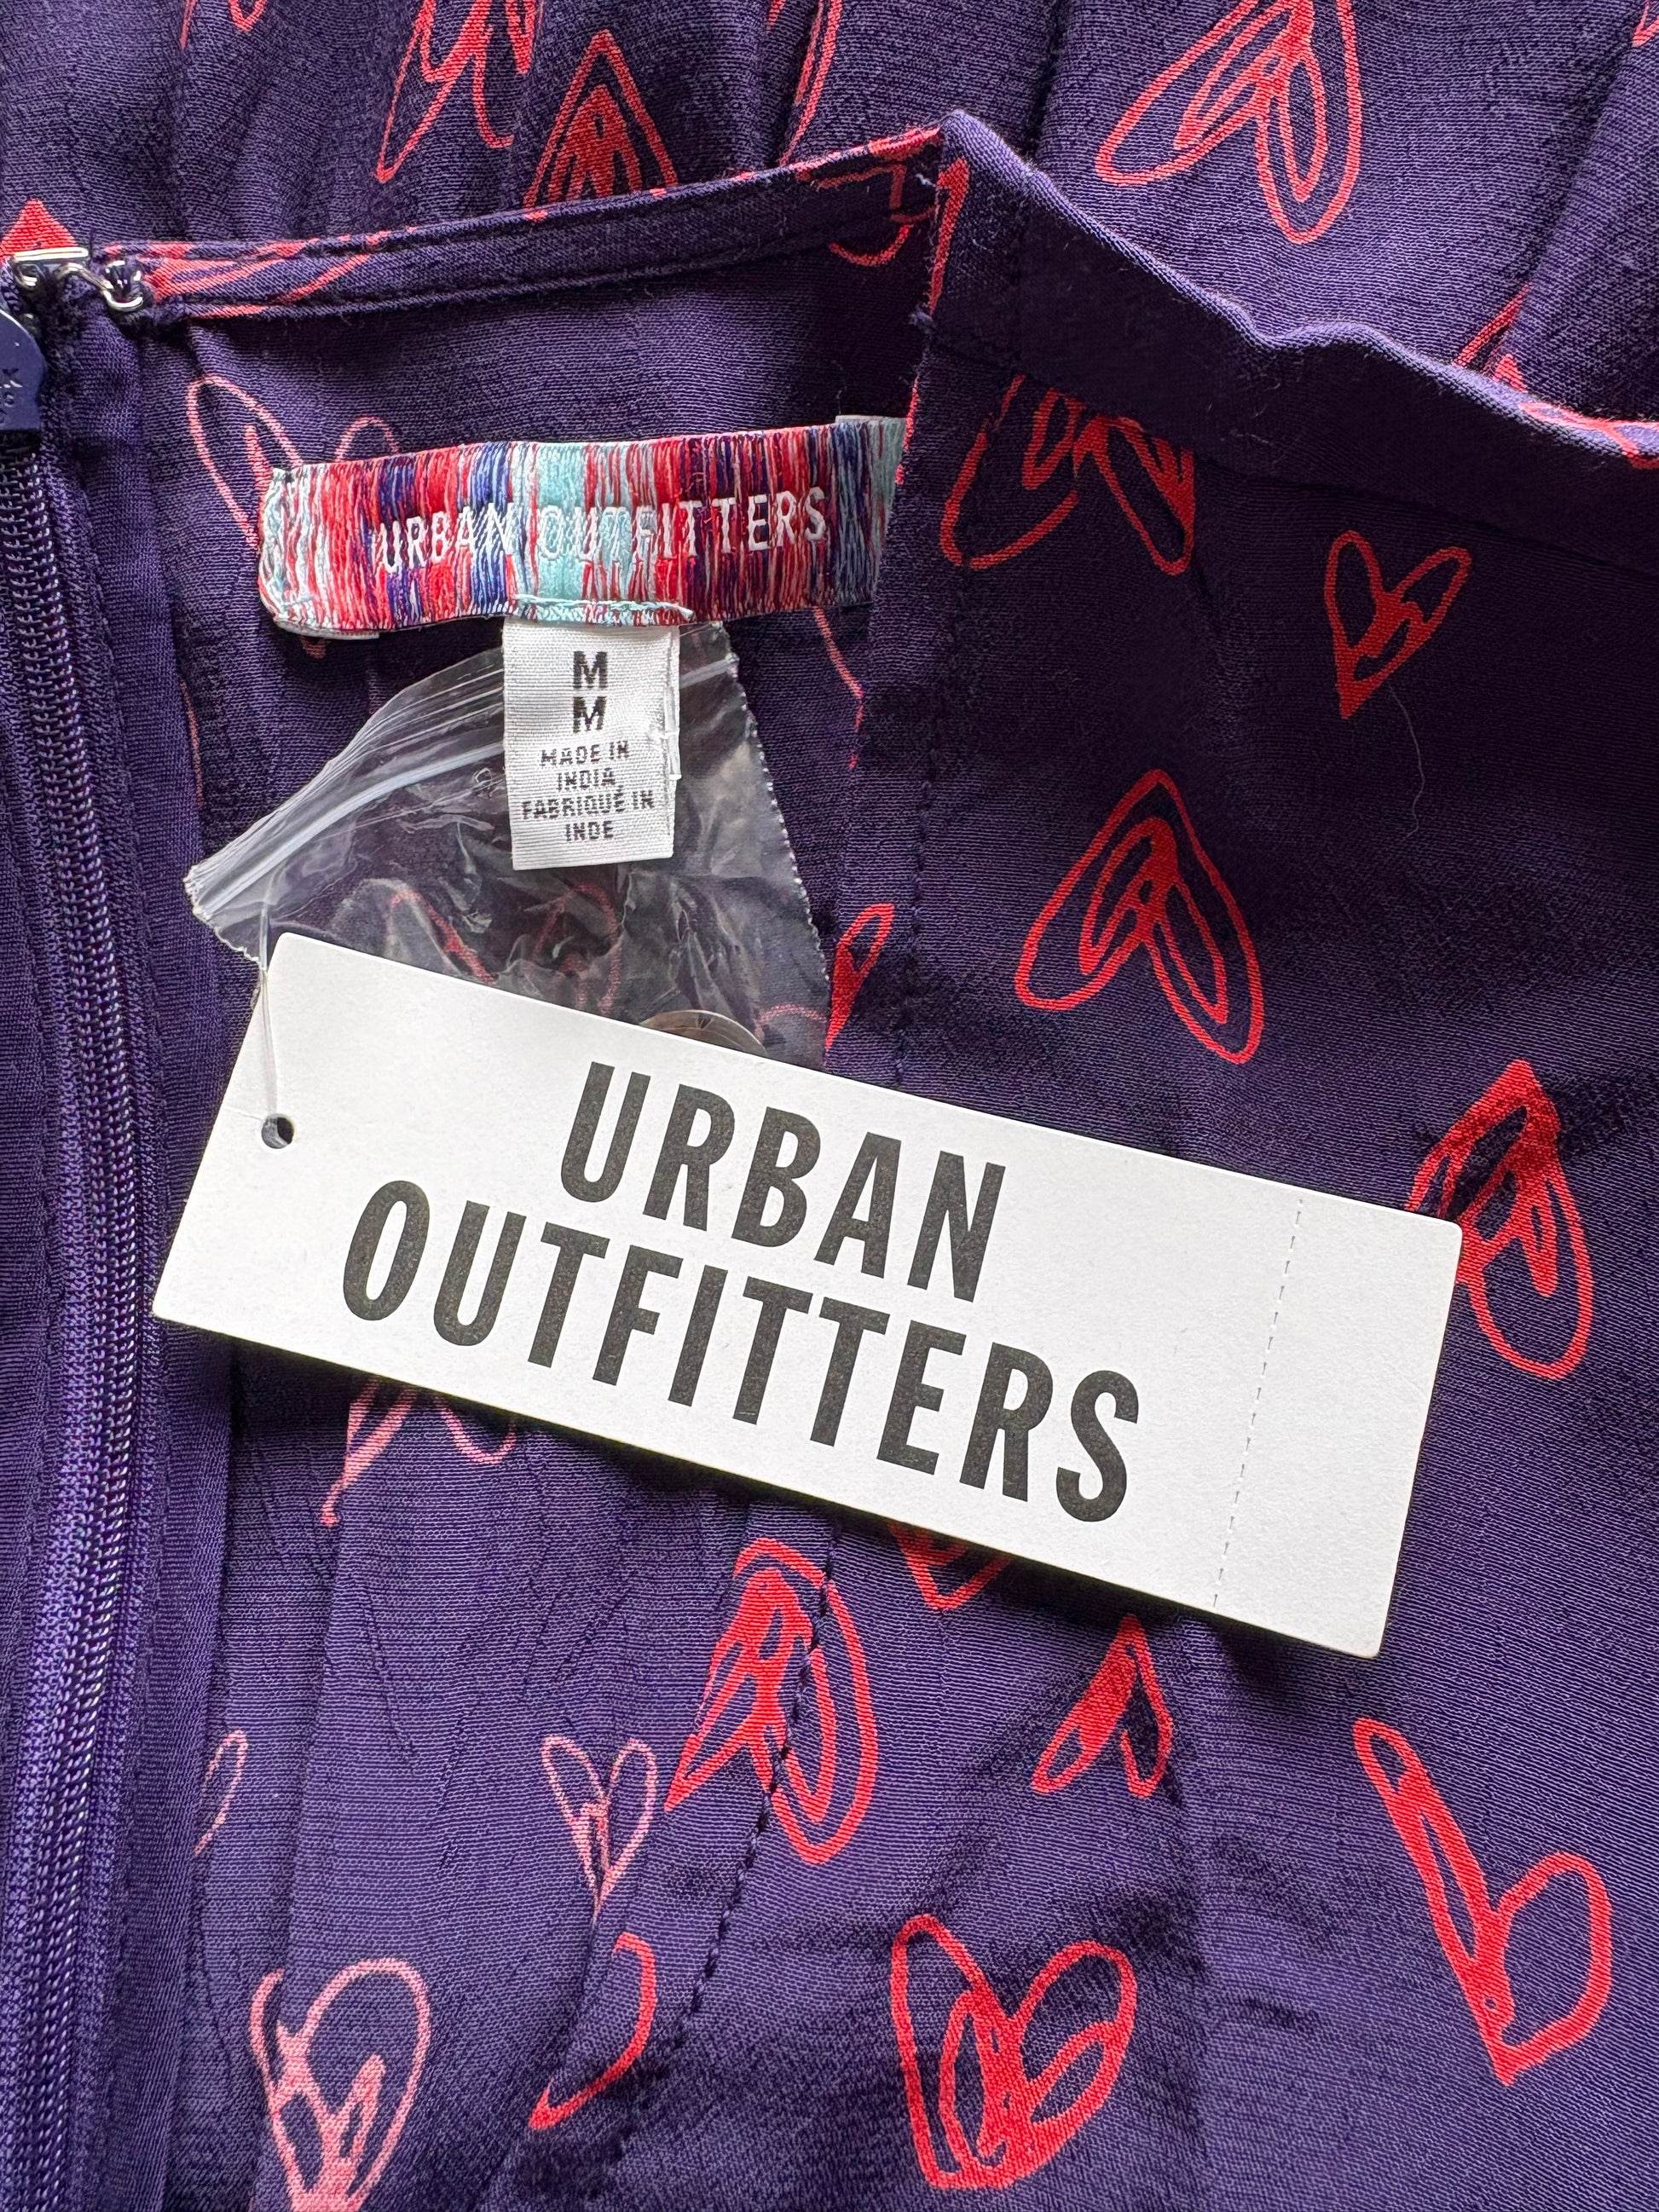 URBAN OUTFITTERS
M
M
MADE IN
INDIA
FABRIQUÉ IN
INDE
URBAN
OUTFITTERS